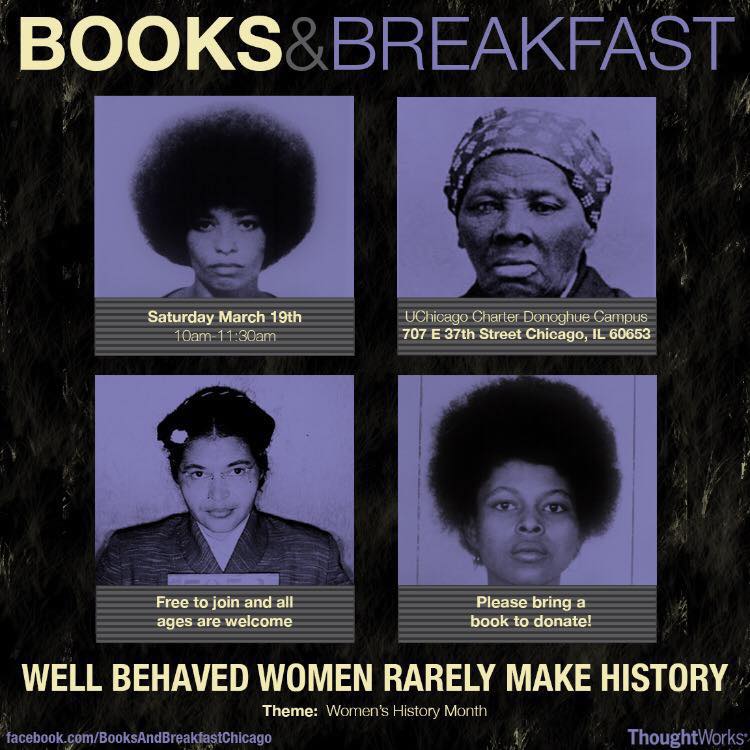 BOOKS&BREAKFAST
Saturday March 19th
10am-11:30am
UChicago Charter Donoghue Campus
707 E 37th Street Chicago, IL 60653
Free to join and all
ages are welcome
Please bring a
book to donate!
WELL BEHAVED WOMEN RARELY MAKE HISTORY
Theme: Women's History Month
facebook.com/BooksAndBreakfastChicago
ThoughtWorks®